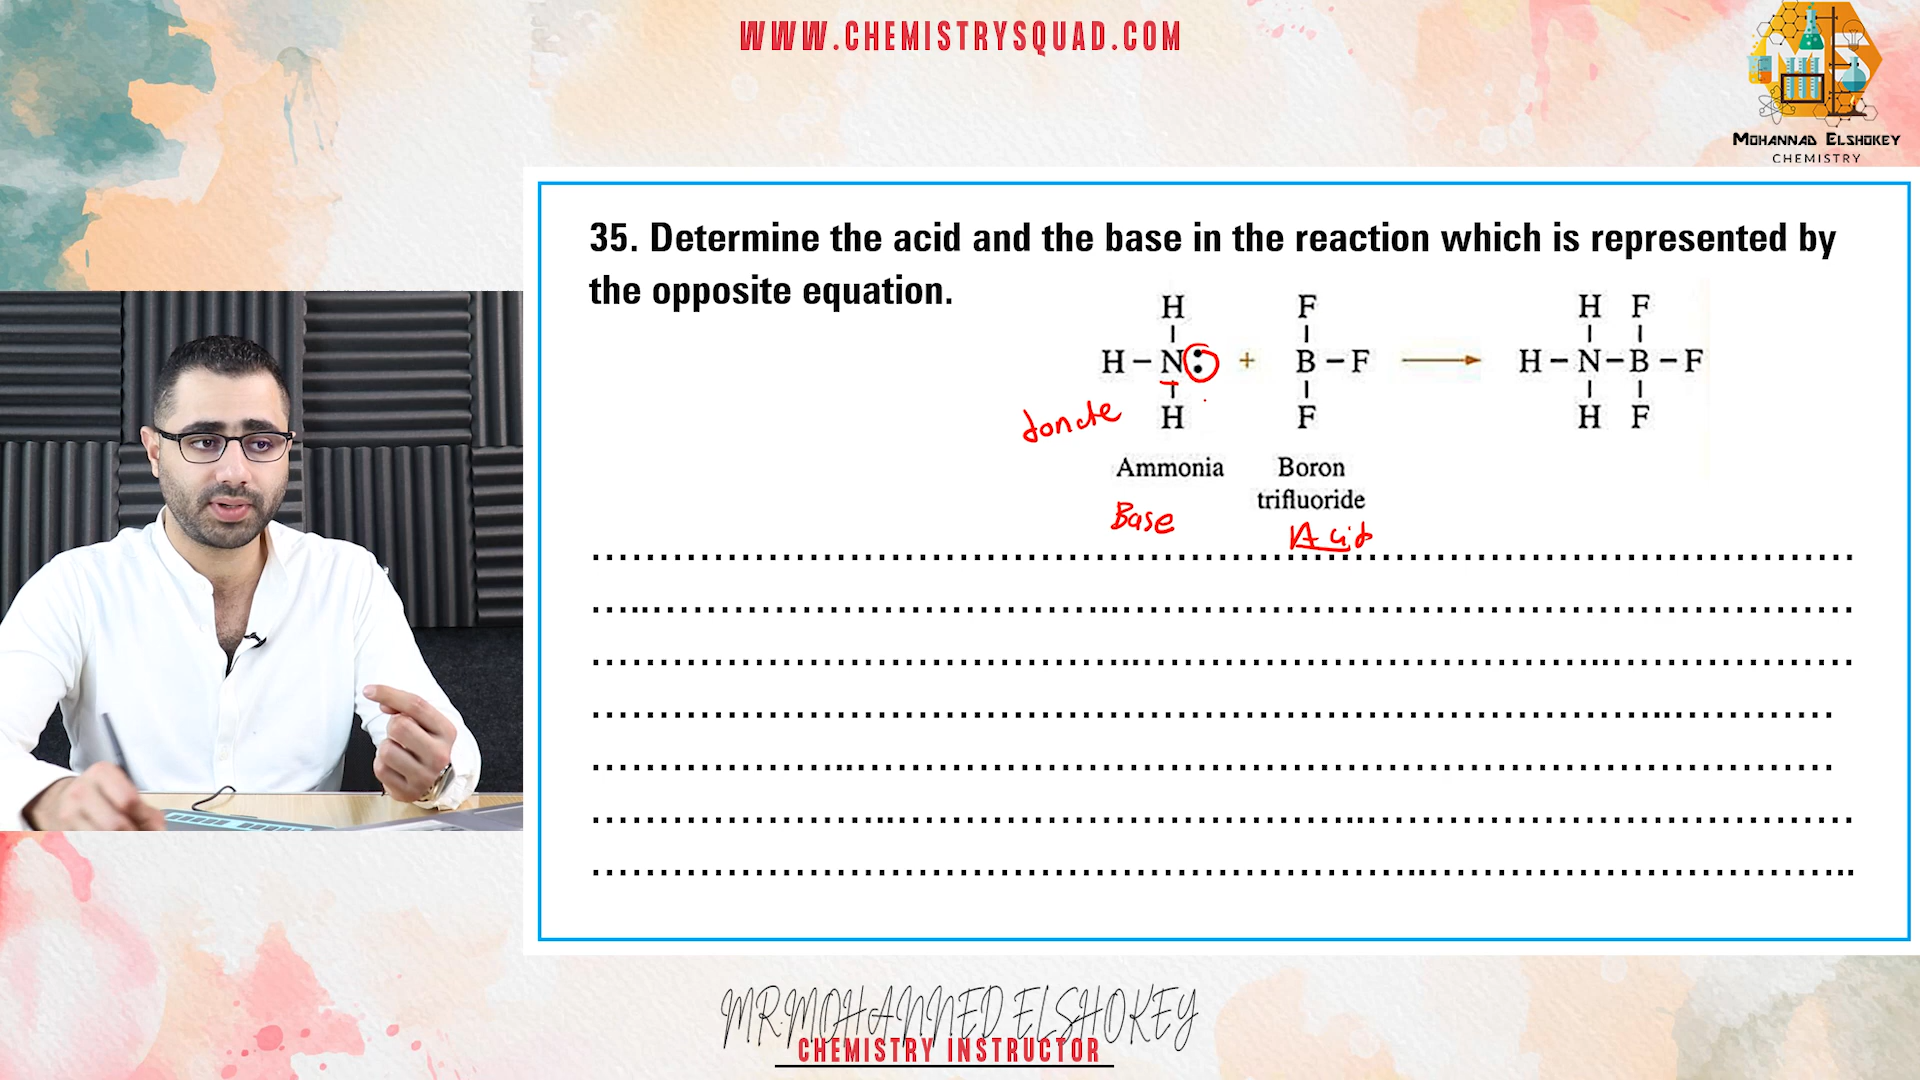 WWW.CHEMISTRYSQUAD.COM
MS
MOHANNAD ELSHOKEY
CHEMISTRY
35. Determine the acid and the base in the reaction which is represented by
the opposite equation.
H F H F
H – N : + B – F → H – N – B – F
H F H F
donate
Ammonia Boron
trifluoride
Base Acid
MR.MOHANNED ELSHOKEY
CHEMISTRY INSTRUCTOR